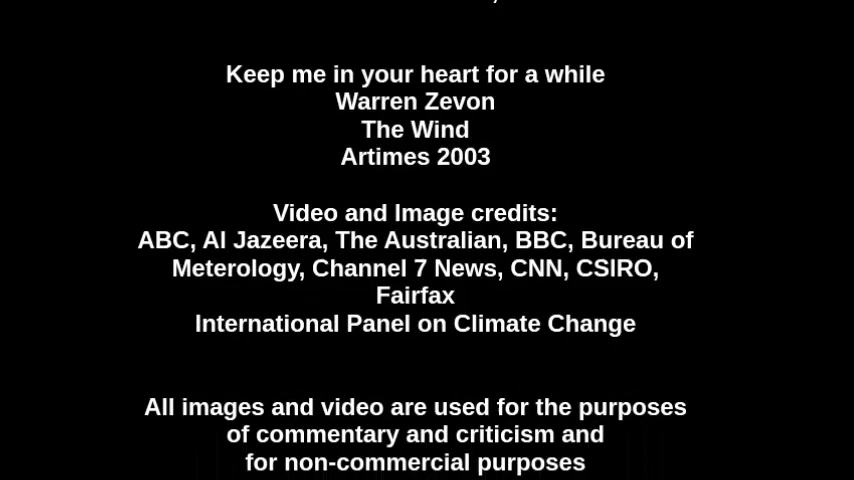 Keep me in your heart for a while
Warren Zevon
The Wind
Artimes 2003
Video and Image credits:
ABC, Al Jazeera, The Australian, BBC, Bureau of
Meterology, Channel 7 News, CNN, CSIRO,
Fairfax
International Panel on Climate Change
All images and video are used for the purposes
of commentary and criticism and
for non-commercial purposes